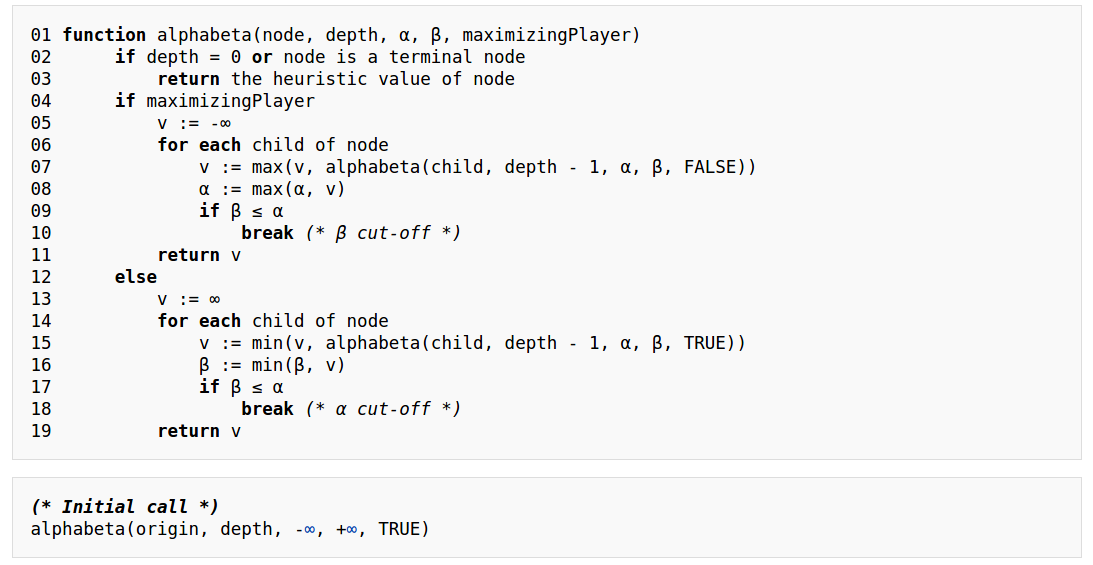 01 function alphabeta(node, depth, α, β, maximizingPlayer)
02      if depth = 0 or node is a terminal node
03          return the heuristic value of node
04      if maximizingPlayer
05          v := -∞
06          for each child of node
07              v := max(v, alphabeta(child, depth - 1, α, β, FALSE))
08              α := max(α, v)
09              if β ≤ α
10                  break (* β cut-off *)
11          return v
12      else
13          v := ∞
14          for each child of node
15              v := min(v, alphabeta(child, depth - 1, α, β, TRUE))
16              β := min(β, v)
17              if β ≤ α
18                  break (* α cut-off *)
19          return v
(* Initial call *)
alphabeta(origin, depth, -∞, +∞, TRUE)